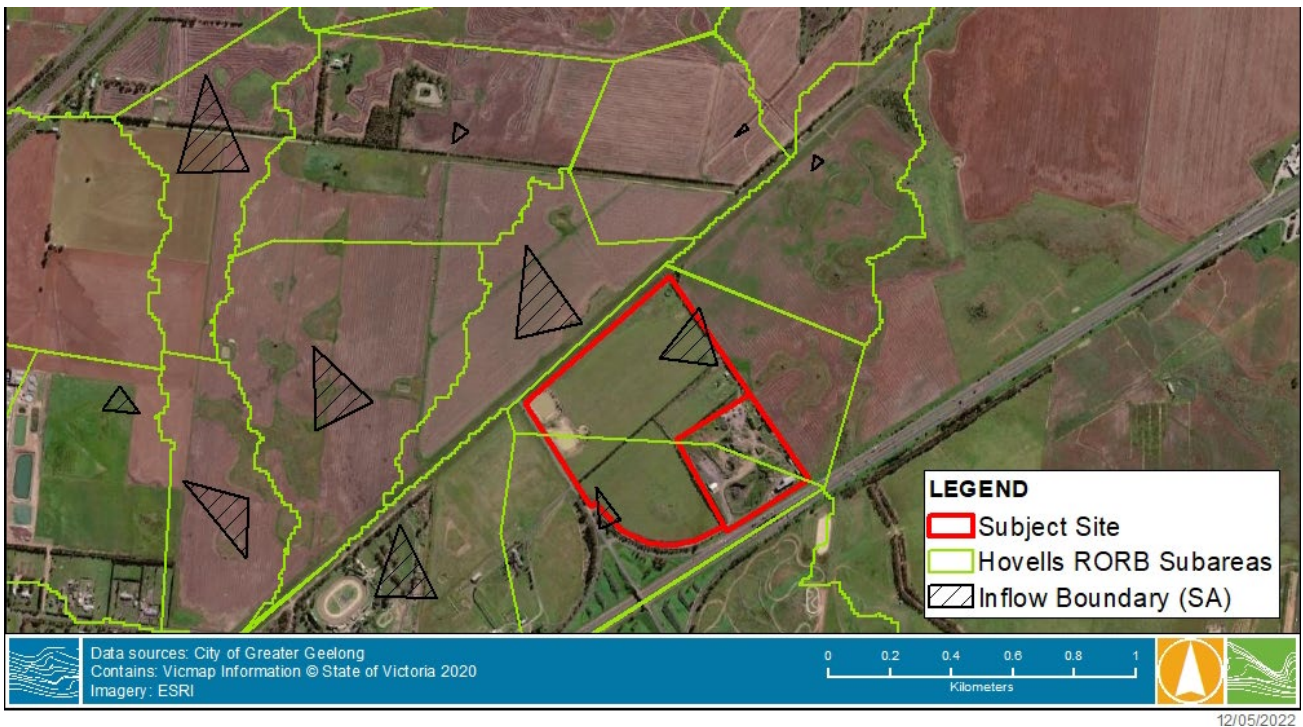 LEGEND
Subject Site
Hovells RORB Subareas
Inflow Boundary (SA)
Data sources: City of Greater Geelong
Contains: Vicmap Information © State of Victoria 2020
Imagery: ESRI
0 0.2 0.4 0.6 0.8 1
Kilometers
12/05/2022